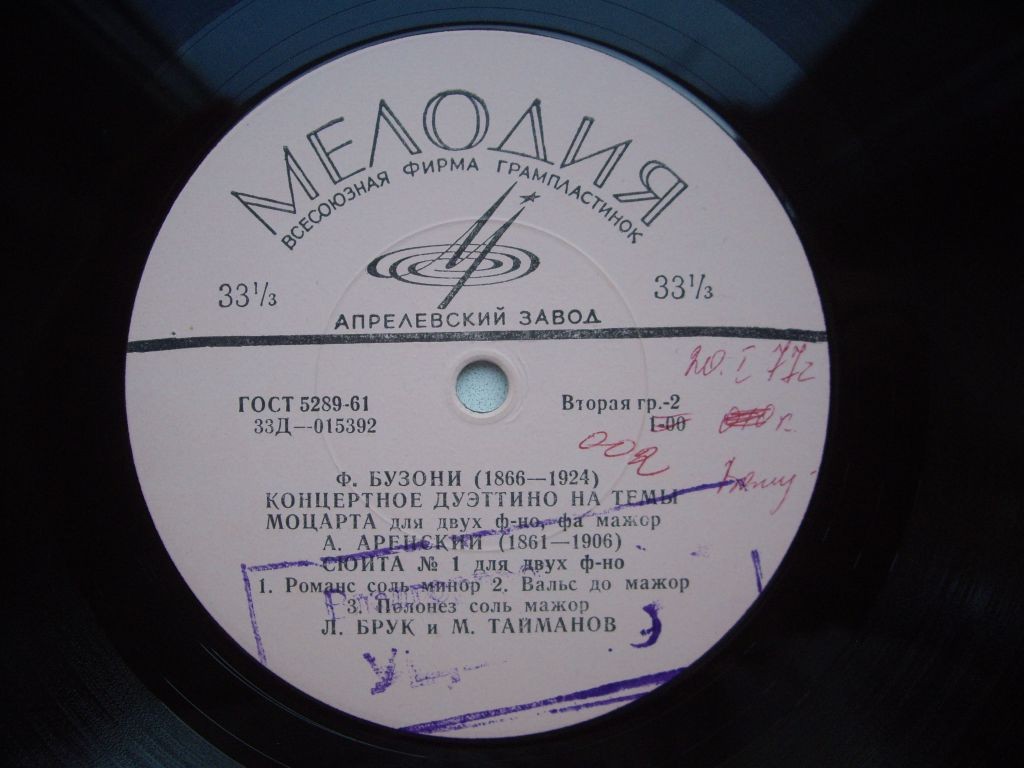 МЕЛОДИЯ
ВСЕСОЮЗНАЯ ФИРМА ГРАМПЛАСТИНОК
33⅓ 33⅓
АПРЕЛЕВСКИЙ ЗАВОД
20.I 77г
ГОСТ 5289-61 Вторая гр.-2
33Д--015392 1-00
Ф. БУЗОНИ (1866—1924)
КОНЦЕРТНОЕ ДУЭТТИНО НА ТЕМЫ
МОЦАРТА для двух ф-но, фа мажор
А. АРЕНСКИЙ (1861—1906)
СЮИТА № 1 для двух ф-но
1. Романс соль минор 2. Вальс до мажор
3. Полонез соль мажор
Л. БРУК и М. ТАЙМАНОВ